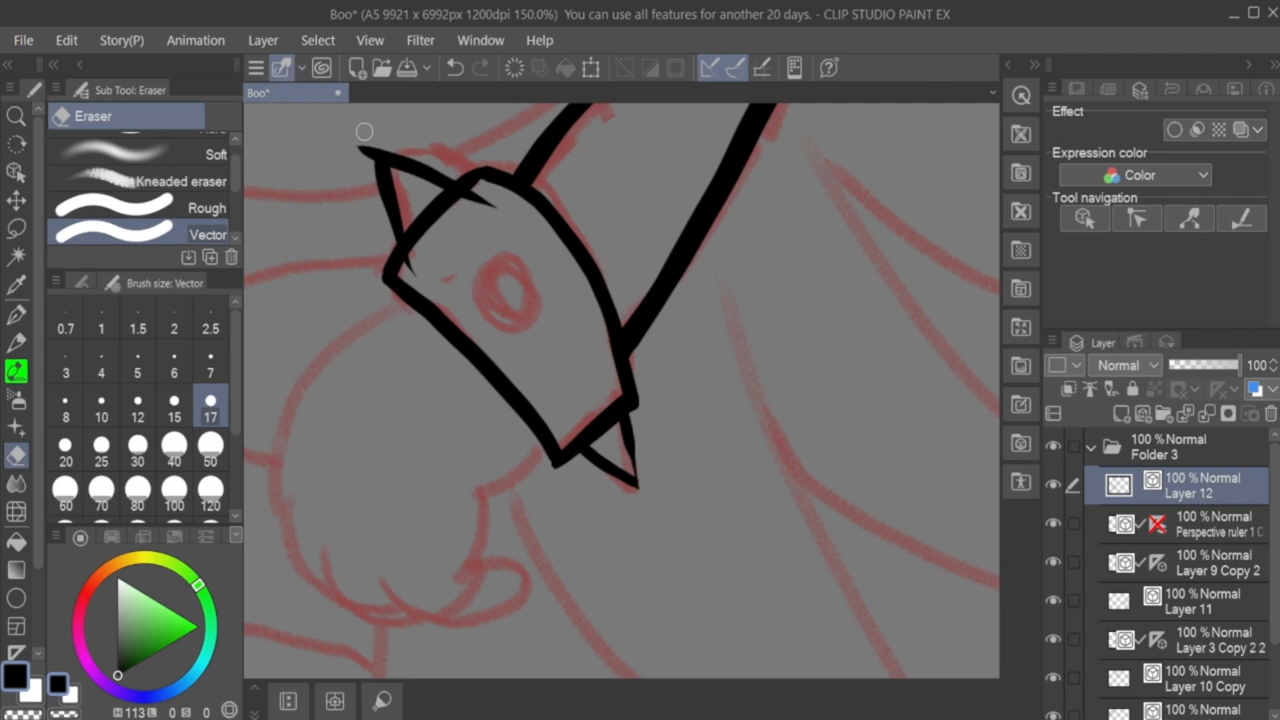 Boo* (A5 9921 x 6992px 1200dpi 150.0%) You can use all features for another 20 days. - CLIP STUDIO PAINT EX
File Edit Story(P) Animation Layer Select View Filter Window Help
Sub Tool: Eraser
Boo*
Eraser
Soft
Kneaded eraser
Rough
Vector
Brush size: Vector
0.7 1 1.5 2 2.5
3 4 5 6 7
8 10 12 15 17
20 25 30 40 50
60 70 80 100 120
H 113 L 0 S 0
Effect
Expression color
Color
Tool navigation
Layer
Normal 100
100 % Normal
Folder 3
100 % Normal
Layer 12
100 % Normal
Perspective ruler 1 C
100 % Normal
Layer 9 Copy 2
100 % Normal
Layer 11
100 % Normal
Layer 3 Copy 2 2
100 % Normal
Layer 10 Copy
100 % Normal